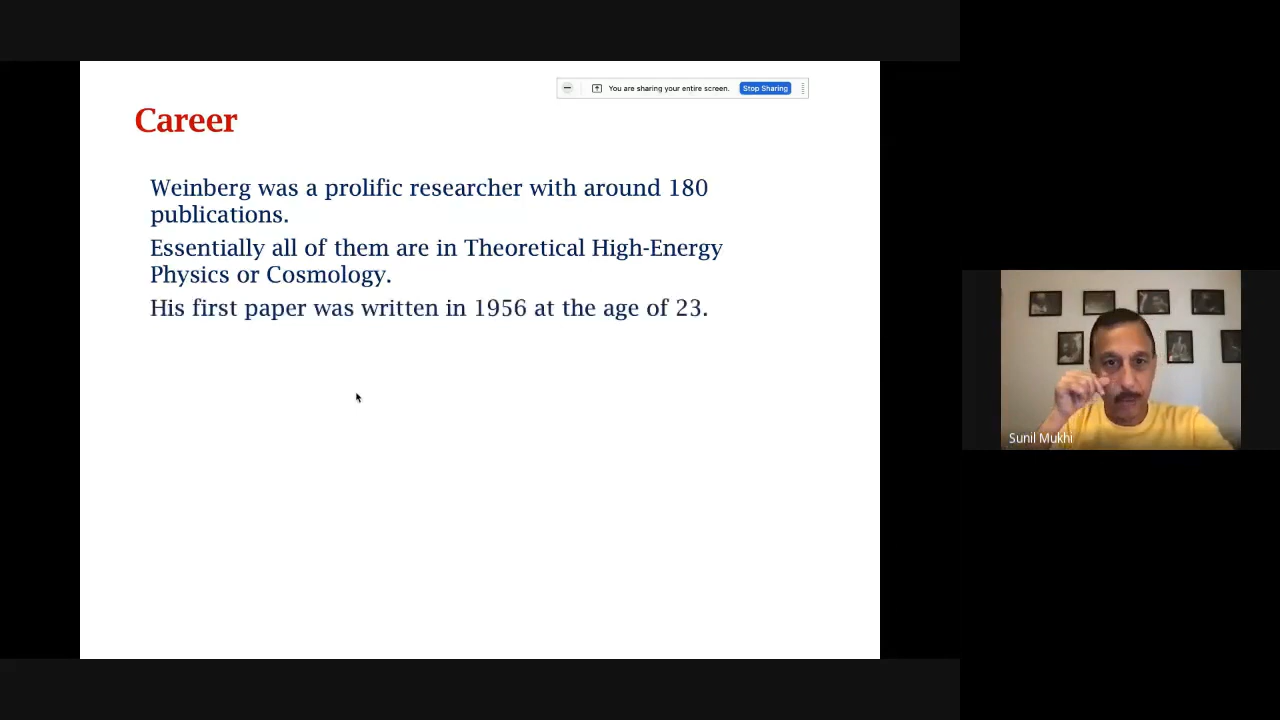 You are sharing your entire screen. Stop Sharing
Career
Weinberg was a prolific researcher with around 180
publications.
Essentially all of them are in Theoretical High-Energy
Physics or Cosmology.
His first paper was written in 1956 at the age of 23.
Sunil Mukhi